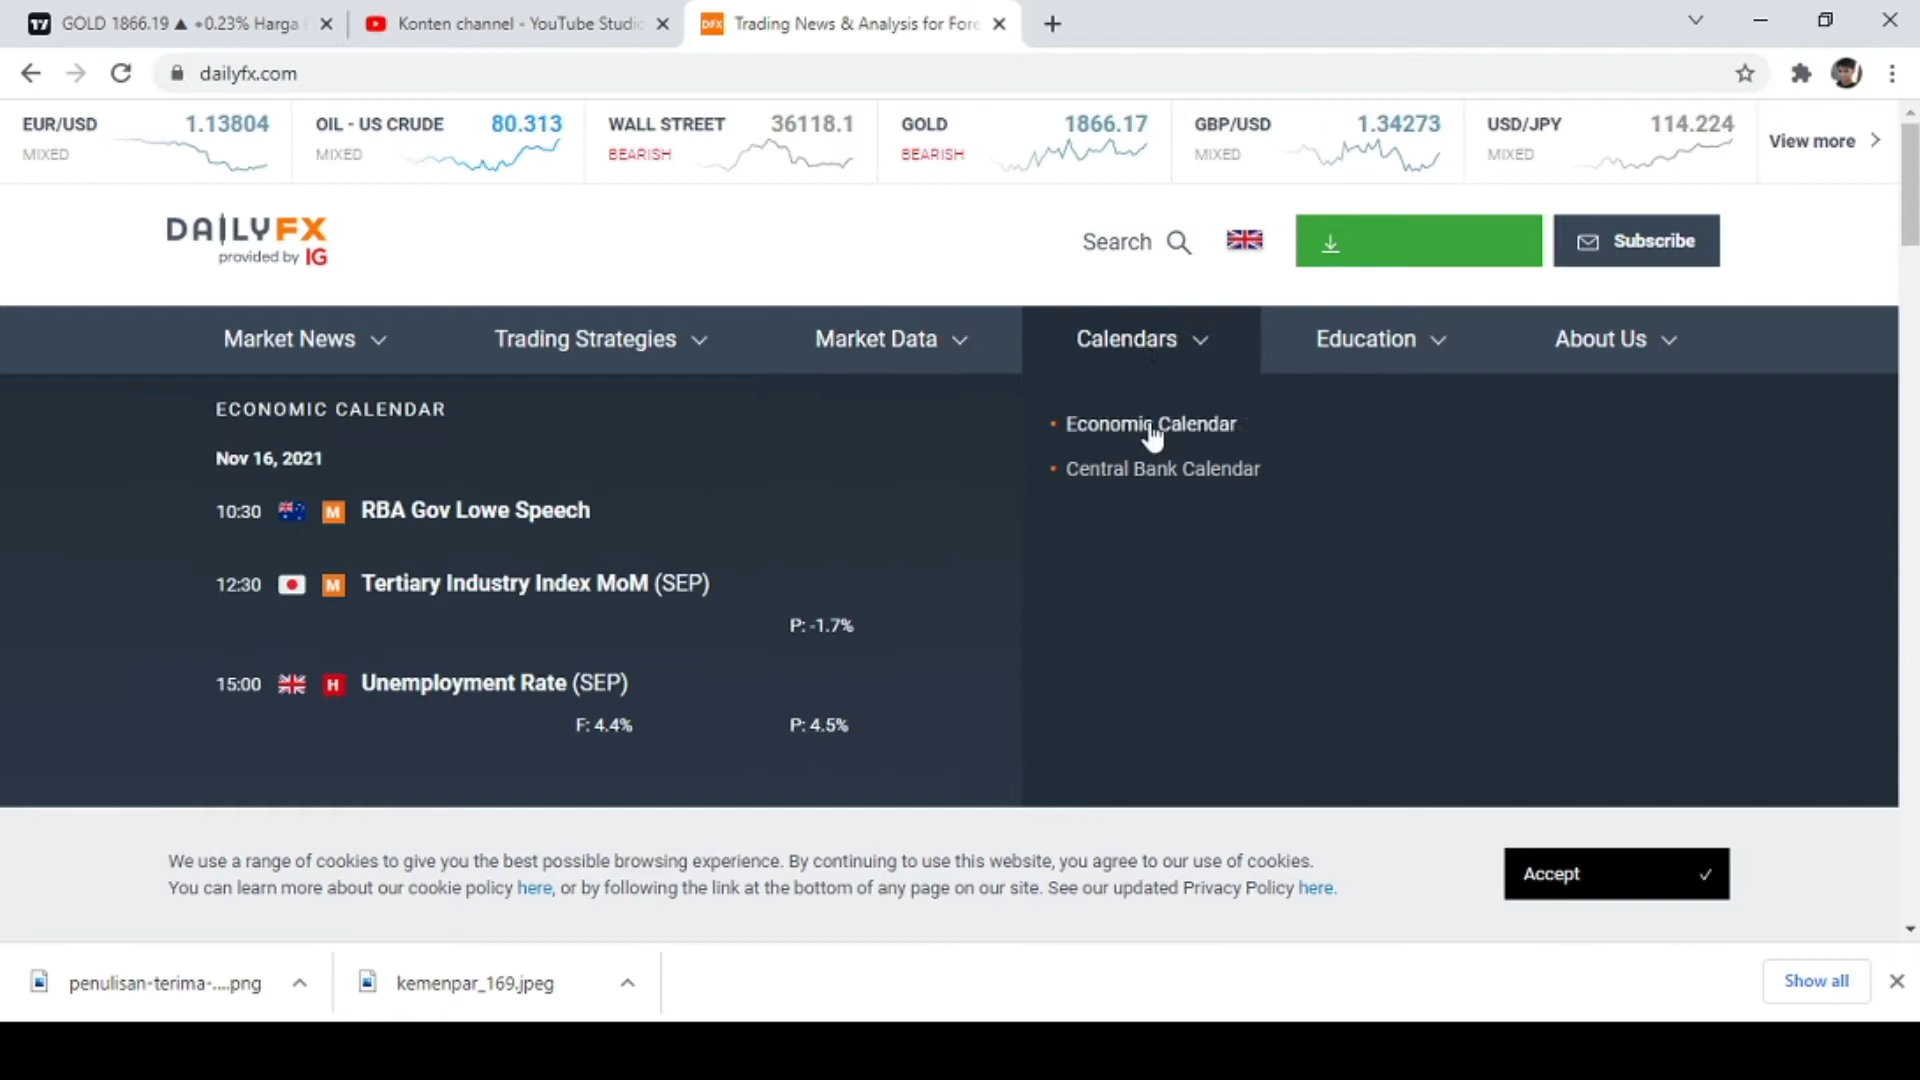 GOLD 1866.19 ▲ +0.23% Harga
Konten channel - YouTube Studio
DFX Trading News & Analysis for Fore
dailyfx.com
EUR/USD 1.13804
MIXED
OIL - US CRUDE 80.313
MIXED
WALL STREET 36118.1
BEARISH
GOLD 1866.17
BEARISH
GBP/USD 1.34273
MIXED
USD/JPY 114.224
MIXED
View more
DAILYFX
provided by IG
Search
Subscribe
Market News
Trading Strategies
Market Data
Calendars
Education
About Us
ECONOMIC CALENDAR
Nov 16, 2021
10:30 M RBA Gov Lowe Speech
12:30 M Tertiary Industry Index MoM (SEP)
P: -1.7%
15:00 H Unemployment Rate (SEP)
F: 4.4% P: 4.5%
Economic Calendar
Central Bank Calendar
We use a range of cookies to give you the best possible browsing experience. By continuing to use this website, you agree to our use of cookies.
You can learn more about our cookie policy here, or by following the link at the bottom of any page on our site. See our updated Privacy Policy here.
Accept
penulisan-terima-....png
kemenpar_169.jpeg
Show all